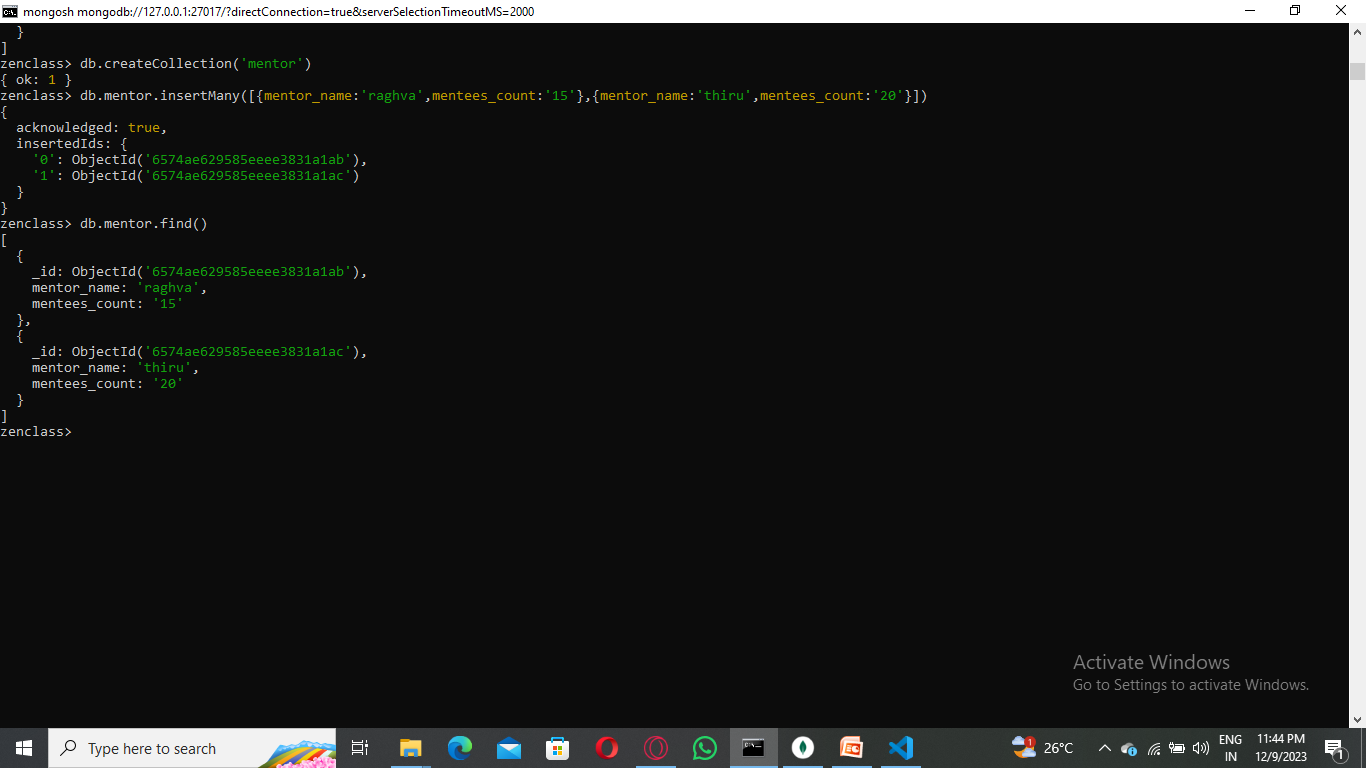 mongosh mongodb://127.0.0.1:27017/?directConnection=true&serverSelectionTimeoutMS=2000
  }
]
zenclass> db.createCollection('mentor')
{ ok: 1 }
zenclass> db.mentor.insertMany([{mentor_name:'raghva',mentees_count:'15'},{mentor_name:'thiru',mentees_count:'20'}])
{
  acknowledged: true,
  insertedIds: {
    '0': ObjectId('6574ae629585eeee3831a1ab'),
    '1': ObjectId('6574ae629585eeee3831a1ac')
  }
}
zenclass> db.mentor.find()
[
  {
    _id: ObjectId('6574ae629585eeee3831a1ab'),
    mentor_name: 'raghva',
    mentees_count: '15'
  },
  {
    _id: ObjectId('6574ae629585eeee3831a1ac'),
    mentor_name: 'thiru',
    mentees_count: '20'
  }
]
zenclass>
Activate Windows
Go to Settings to activate Windows.
Type here to search
1
26°C
ENG
IN
11:44 PM
12/9/2023
1